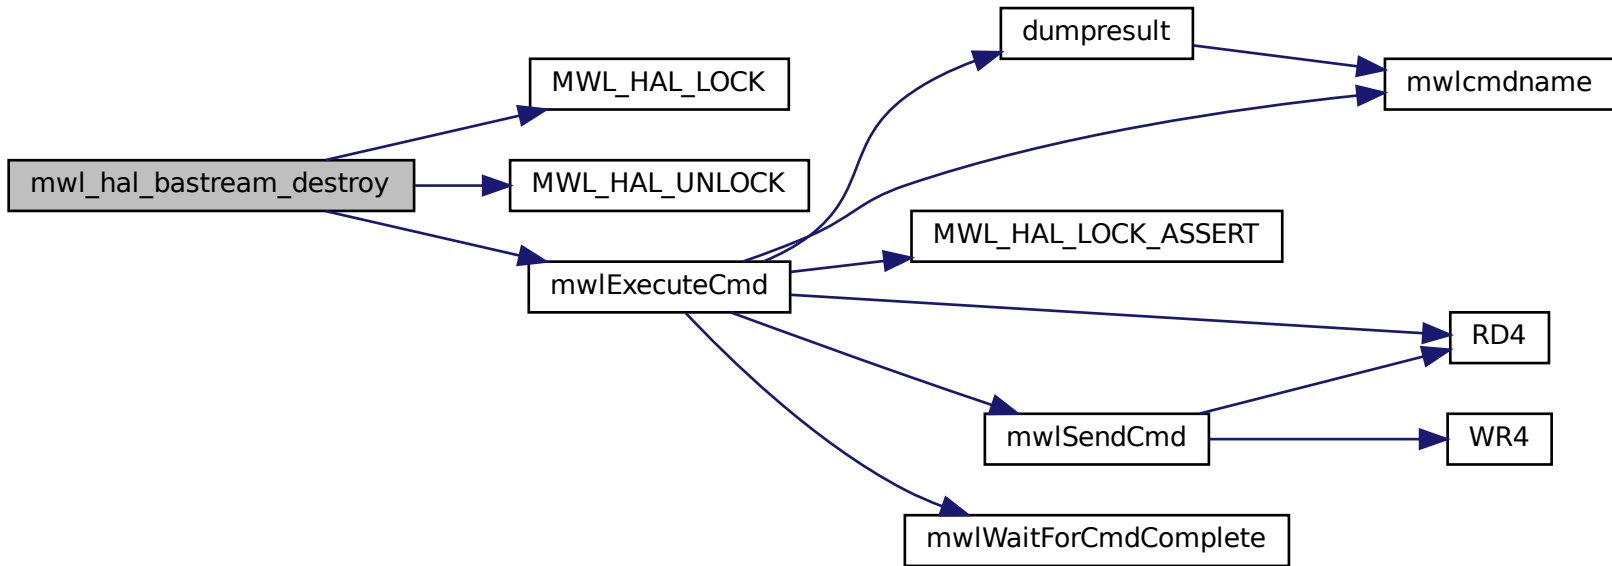 dumpresult
MWL_HAL_LOCK
mwlcmdname
mwl_hal_bastream_destroy
MWL_HAL_UNLOCK
MWL_HAL_LOCK_ASSERT
mwlExecuteCmd
RD4
mwlSendCmd
WR4
mwlWaitForCmdComplete